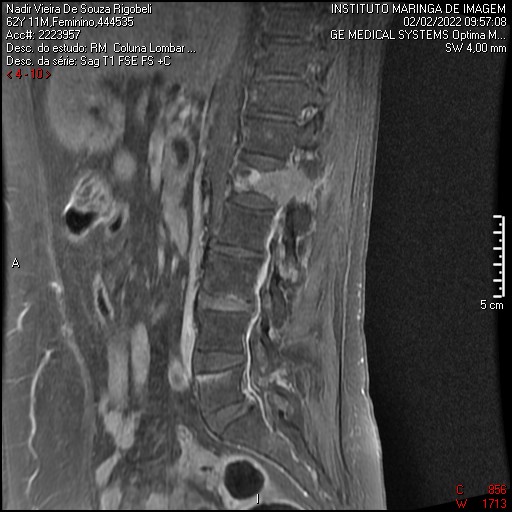 Nadir Vieira De Souza Rigobeli
62Y 11M,Feminino,444535
Acc#: 2223957
Desc. do estudo: RM Coluna Lombar ...
Desc. da série: Sag T1 FSE FS +C
< 4 - 10 >
INSTITUTO MARINGA DE IMAGEM
02/02/2022 09:57:08
GE MEDICAL SYSTEMS Optima M...
SW 4,00 mm
A
5 cm
I
C 856
W 1713